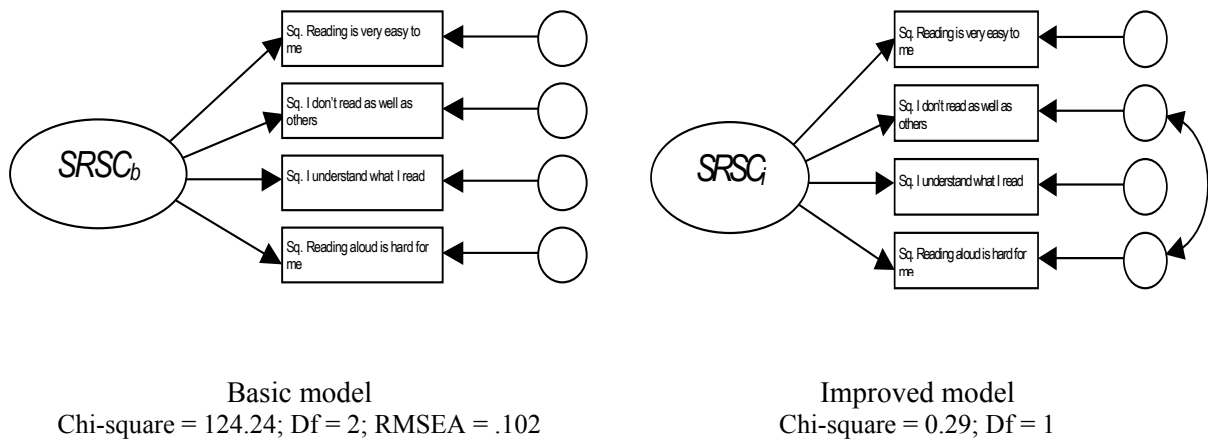 SRSCb
Sq. Reading is very easy to
me
Sq. I don't read as well as
others
Sq. I understand what I read
Sq. Reading aloud is hard for
me
Basic model
Chi-square = 124.24; Df = 2; RMSEA = .102
SRSCi
Sq. Reading is very easy to
me
Sq. I don't read as well as
others
Sq. I understand what I read
Sq. Reading aloud is hard for
me
Improved model
Chi-square = 0.29; Df = 1